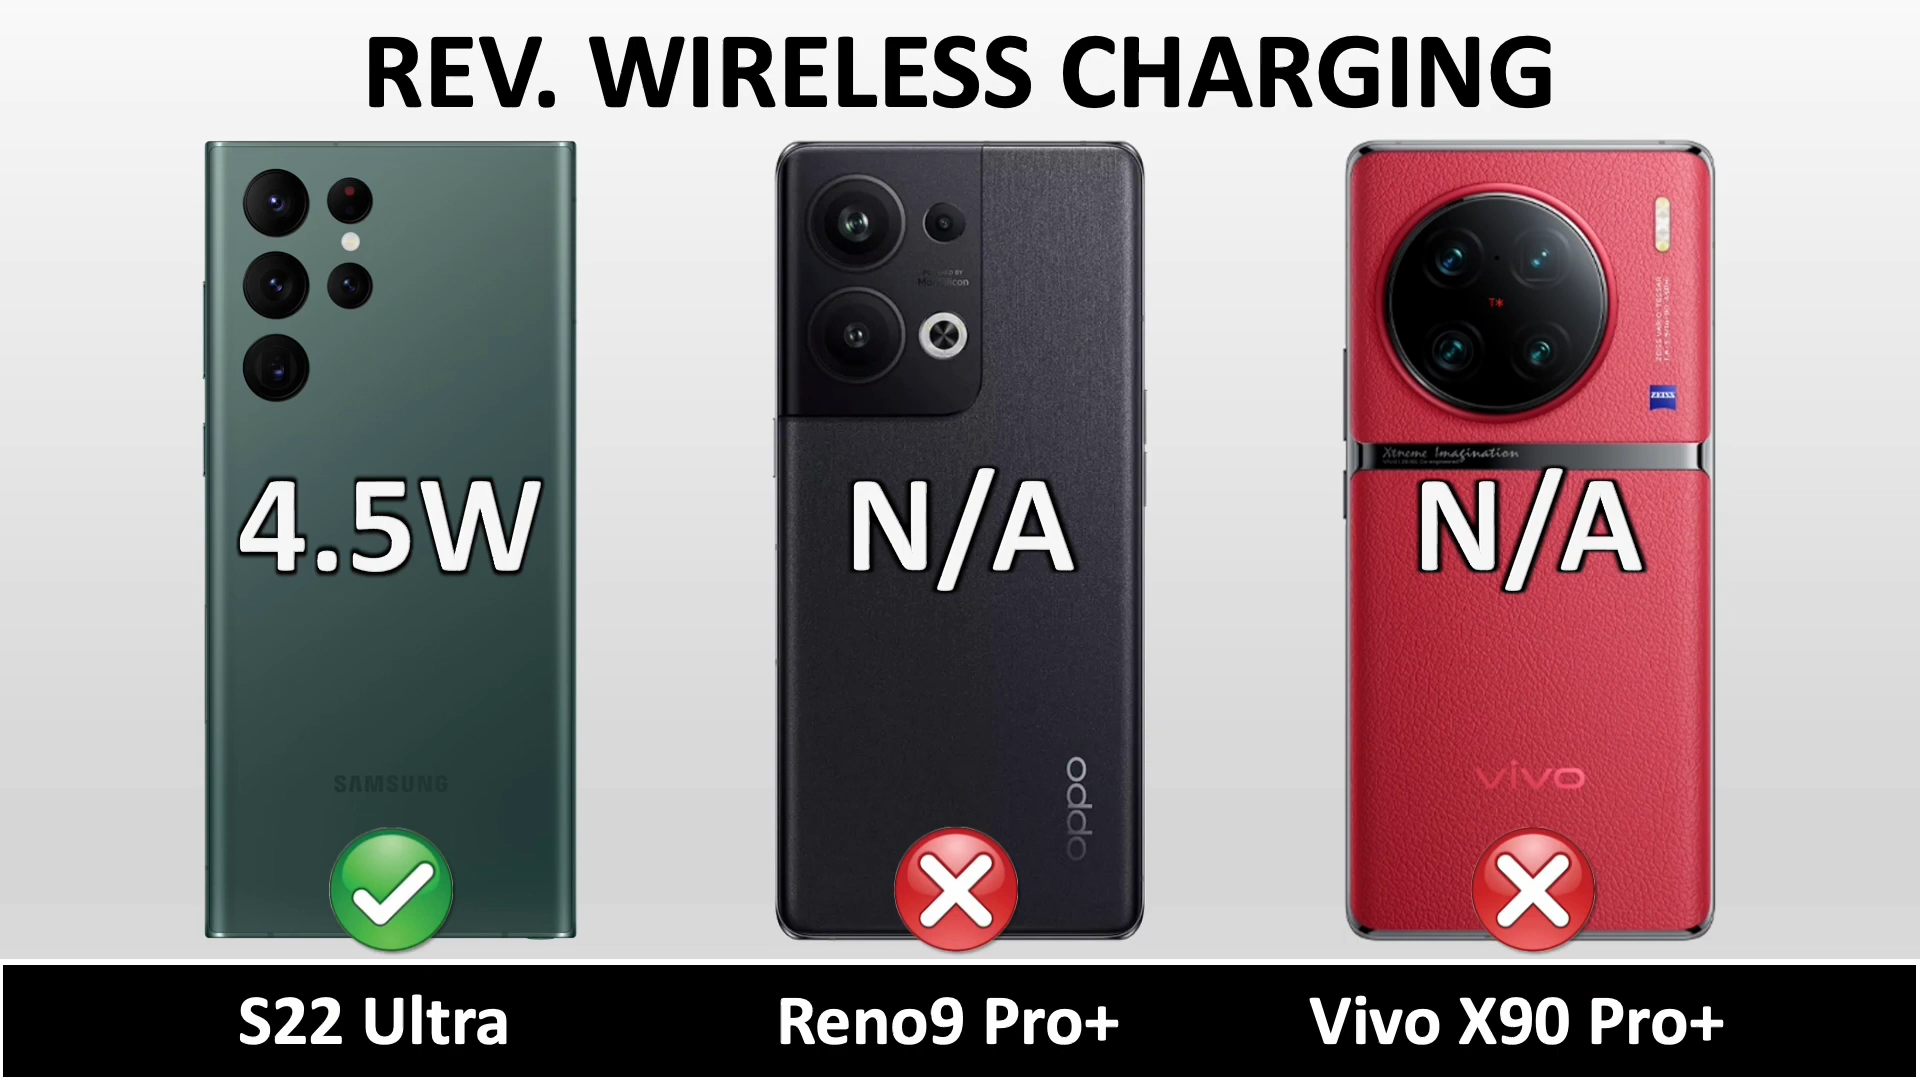 REV. WIRELESS CHARGING
T*
ZEISS
Xtreme Imagination
4.5W
N/A
N/A
SAMSUNG
oppo
vivo
S22 Ultra
Reno9 Pro+
Vivo X90 Pro+